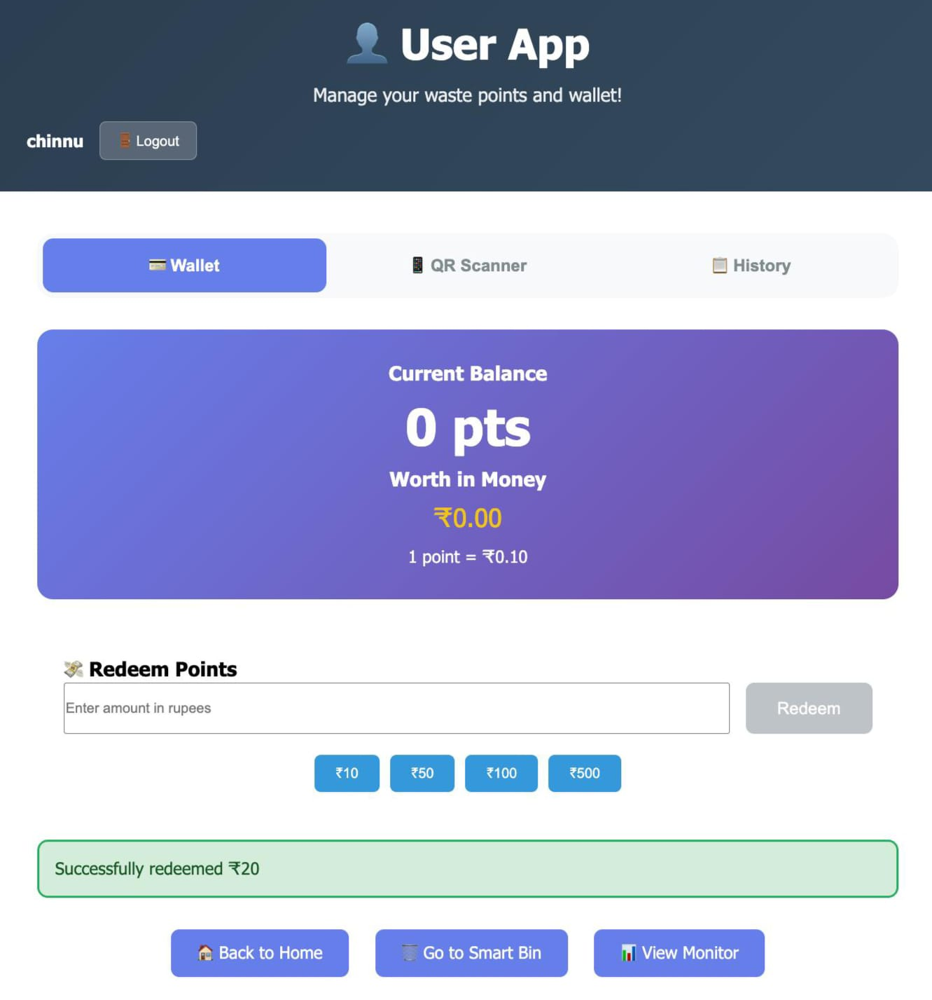 User App
Manage your waste points and wallet!
chinnu
Logout
Wallet
QR Scanner
History
Current Balance
0 pts
Worth in Money
₹0.00
1 point = ₹0.10
Redeem Points
Enter amount in rupees
Redeem
₹10
₹50
₹100
₹500
Successfully redeemed ₹20
Back to Home
Go to Smart Bin
View Monitor